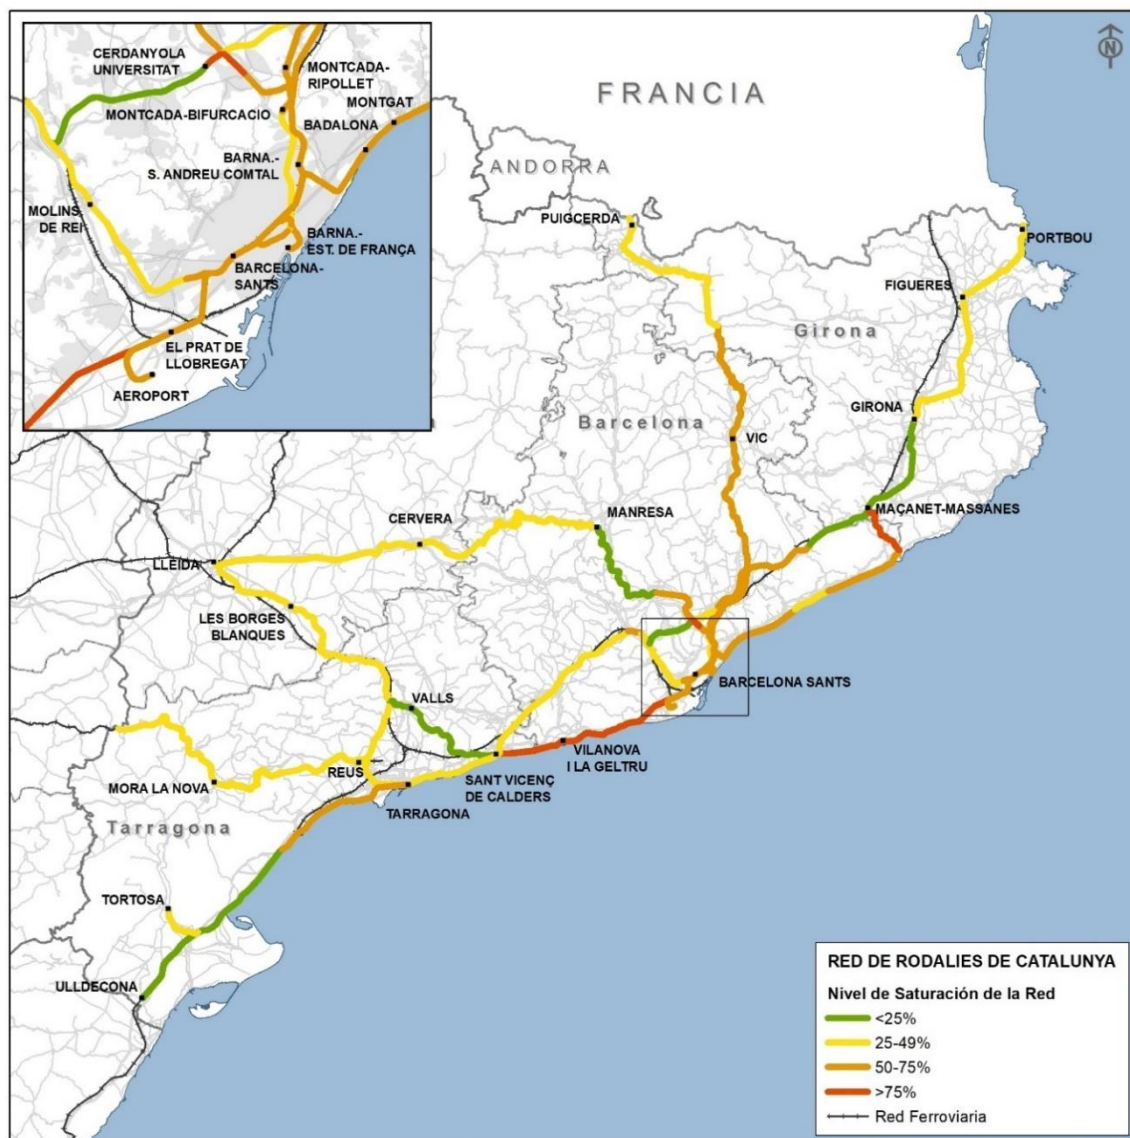 CERDANYOLA
UNIVERSITAT
MONTCADA-
RIPOLLET
MONTGAT
MONTCADA-BIFURCACIO
BADALONA
BARNA.-
S. ANDREU COMTAL
MOLINS
DE REI
BARNA.-
EST. DE FRANÇA
BARCELONA-
SANTS
EL PRAT DE
LLOBREGAT
AEROPORT
N
FRANCIA
ANDORRA
PUIGCERDA
PORTBOU
FIGUERES
Girona
GIRONA
Barcelona
VIC
MAÇANET-MASSANES
MANRESA
CERVERA
LLEIDA
LES BORGES
BLANQUES
BARCELONA SANTS
VALLS
VILANOVA
I LA GELTRU
REUS
SANT VICENÇ
DE CALDERS
MORA LA NOVA
TARRAGONA
Tarragona
TORTOSA
ULLDECONA
RED DE RODALIES DE CATALUNYA
Nivel de Saturación de la Red
<25%
25-49%
50-75%
>75%
Red Ferroviaria